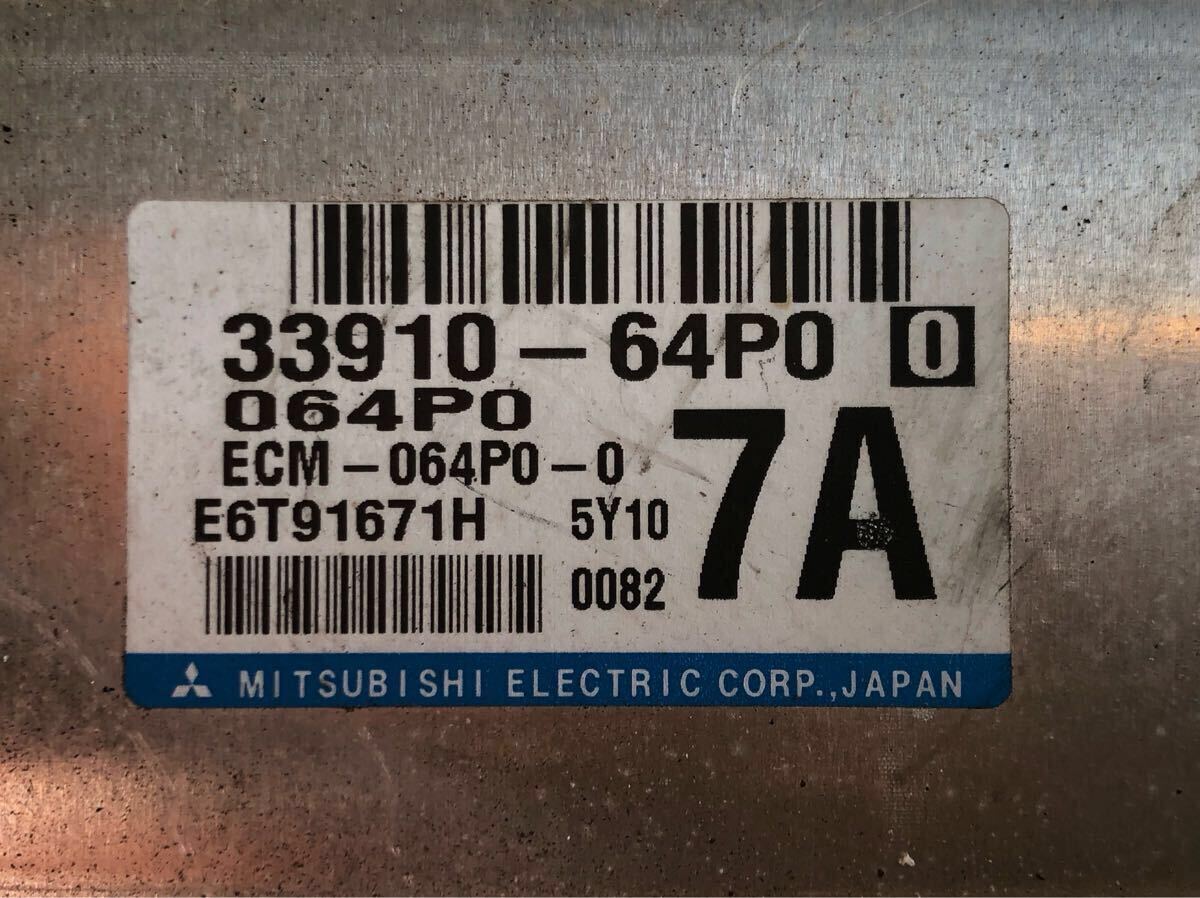 33910-64P0 0
064P0
ECM-064P0-0
7A
E6T91671H 5Y10
0082
MITSUBISHI ELECTRIC CORP.,JAPAN